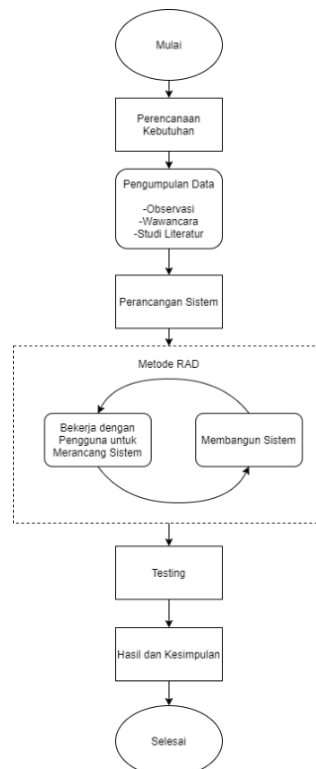 Mulai
Perencanaan
Kebutuhan
Pengumpulan Data
-Observasi
-Wawancara
-Studi Literatur
Perancangan Sistem
Metode RAD
Bekerja dengan
Pengguna untuk
Merancang Sistem
Membangun Sistem
Testing
Hasil dan Kesimpulan
Selesai